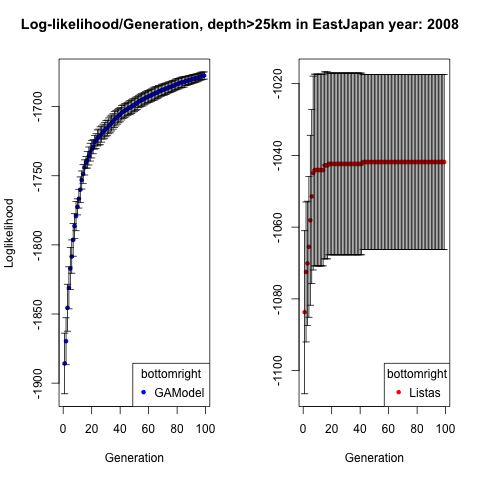 Log-likelihood/Generation, depth>25km in EastJapan year: 2008
Loglikelihood
-1700
-1750
-1800
-1850
-1900
0 20 40 60 80 100
Generation
bottomright
GAModel
-1020
-1040
-1060
-1080
-1100
0 20 40 60 80 100
Generation
bottomright
Listas